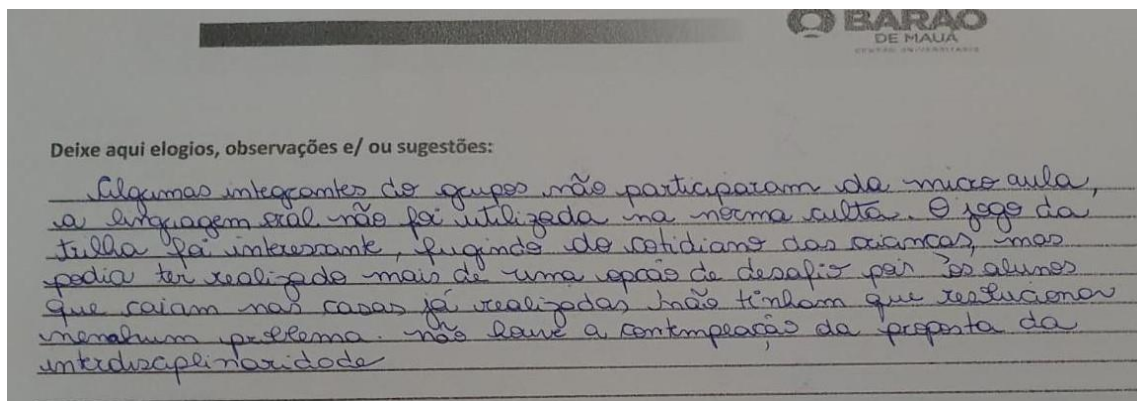 BARÃO
DE MAUÁ
CENTRO UNIVERSITÁRIO
Deixe aqui elogios, observações e/ ou sugestões:
Algumas integrantes do grupo não participaram da micro aula,
a linguagem oral não foi utilizada na norma culta. O jogo da
trilha foi interessante, fugindo do cotidiano das crianças, mas
podia ter realizado mais de uma opção de desafio pois os alunos
que caiam nas casas já realizadas não tinham que resolucionar
nenhum problema. não houve a contemplação da proposta da
interdisciplinaridade